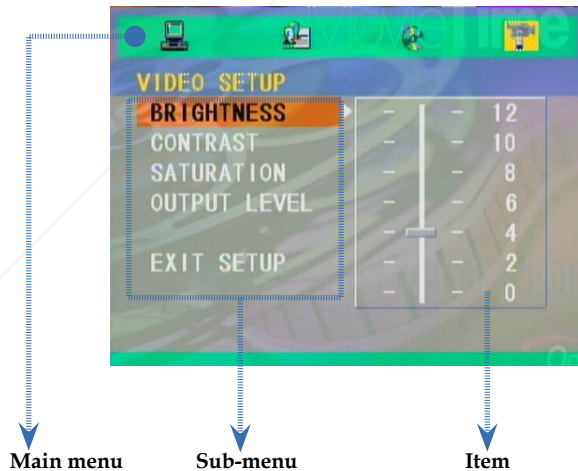 MovieTime
VIDEO SETUP
BRIGHTNESS
CONTRAST
SATURATION
OUTPUT LEVEL
EXIT SETUP
12
10
8
6
4
2
0
Main menu
Sub-menu
Item